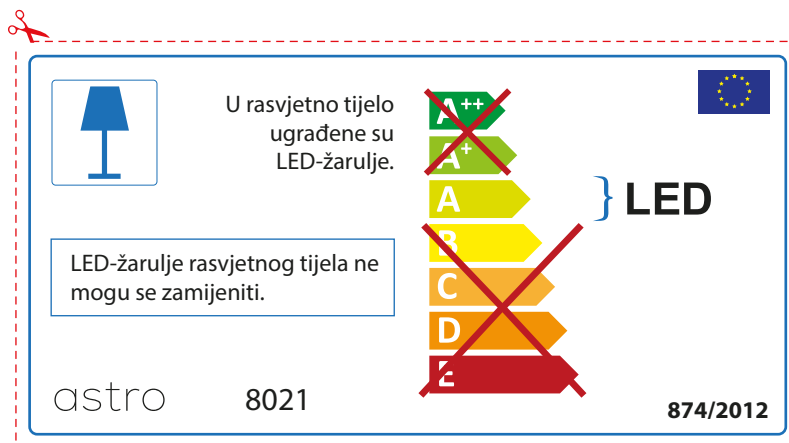 U rasvjetno tijelo
ugrađene su
LED-žarulje.
LED-žarulje rasvjetnog tijela ne
mogu se zamijeniti.
A++
A+
A
B
C
D
E
LED
astro
8021
874/2012